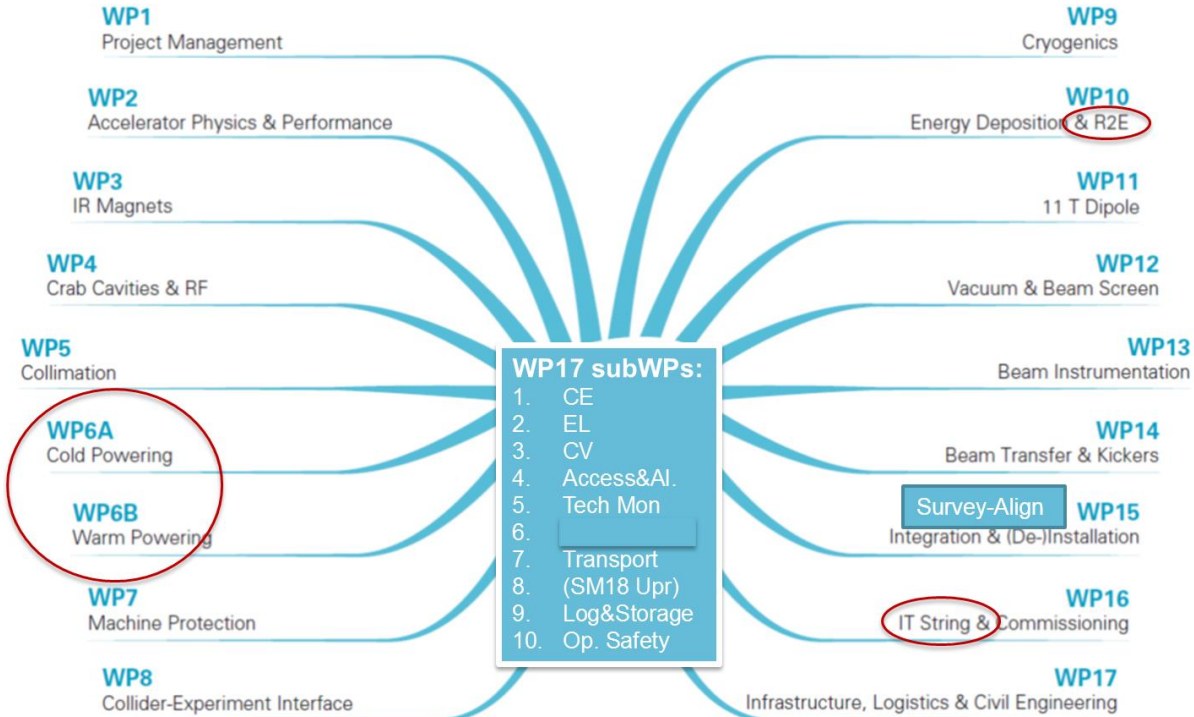 WP1
Project Management
WP2
Accelerator Physics & Performance
WP3
IR Magnets
WP4
Crab Cavities & RF
WP5
Collimation
WP6A
Cold Powering
WP6B
Warm Powering
WP7
Machine Protection
WP8
Collider-Experiment Interface
WP17 subWPs:
1. CE
2. EL
3. CV
4. Access&Al.
5. Tech Mon
6.
7. Transport
8. (SM18 Upr)
9. Log&Storage
10. Op. Safety
WP9
Cryogenics
WP10
Energy Deposition & R2E
WP11
11 T Dipole
WP12
Vacuum & Beam Screen
WP13
Beam Instrumentation
WP14
Beam Transfer & Kickers
Survey-Align
WP15
Integration & (De-)Installation
WP16
IT String & Commissioning
WP17
Infrastructure, Logistics & Civil Engineering